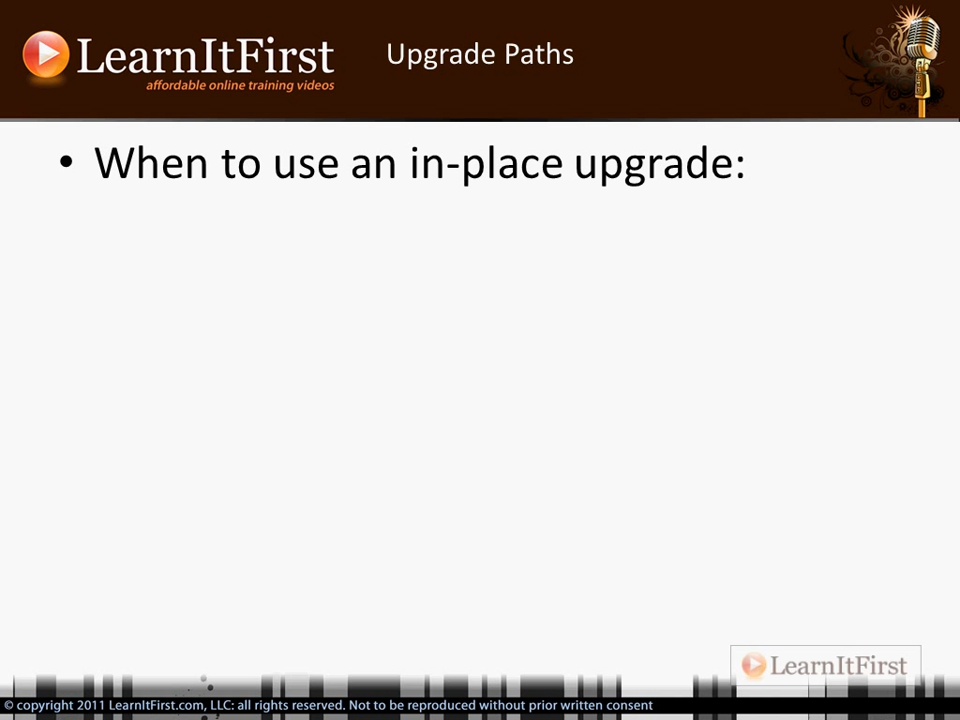 LearnItFirst
affordable online training videos
Upgrade Paths
• When to use an in-place upgrade:
LearnItFirst
© copyright 2011 LearnItFirst.com, LLC: all rights reserved. Not to be reproduced without prior written consent